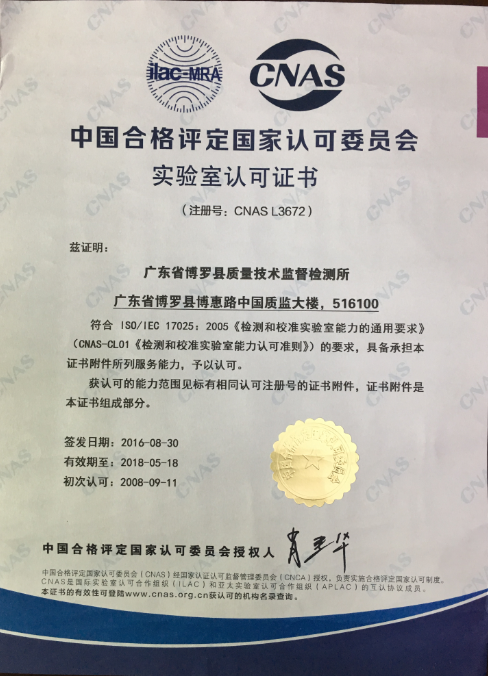 ilac-MRA
CNAS
中国合格评定国家认可委员会
实验室认可证书
（注册号：CNAS L3672）
兹证明：
广东省博罗县质量技术监督检测所
广东省博罗县博惠路中国质监大楼，516100
符合 ISO/IEC 17025：2005《检测和校准实验室能力的通用要求》
（CNAS-CL01《检测和校准实验室能力认可准则》）的要求，具备承担本
证书附件所列服务能力，予以认可。
获认可的能力范围见标有相同认可注册号的证书附件，证书附件是
本证书组成部分。
签发日期：2016-08-30
有效期至：2018-05-18
初次认可：2008-09-11
中国合格评定国家认可委员会授权人
中国合格评定国家认可委员会（CNAS）经国家认证认可监督管理委员会（CNCA）授权，负责实施合格评定国家认可制度。
CNAS是国际实验室认可合作组织（ILAC）和亚太实验室认可合作组织（APLAC）的互认协议成员。
本证书的有效性可登陆www.cnas.org.cn获认可的机构名录查询。